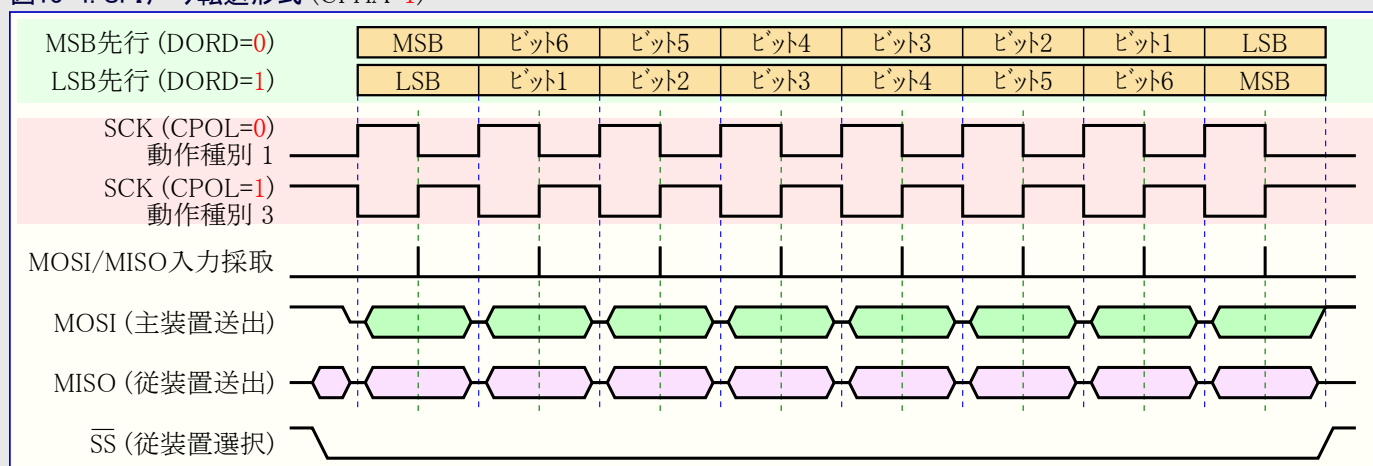 MSB先行 (DORD=0) MSB ビット6 ビット5 ビット4 ビット3 ビット2 ビット1 LSB
LSB先行 (DORD=1) LSB ビット1 ビット2 ビット3 ビット4 ビット5 ビット6 MSB
SCK (CPOL=0)
動作種別 1
SCK (CPOL=1)
動作種別 3
MOSI/MISO入力採取
MOSI (主装置送出)
MISO (従装置送出)
SS (従装置選択)